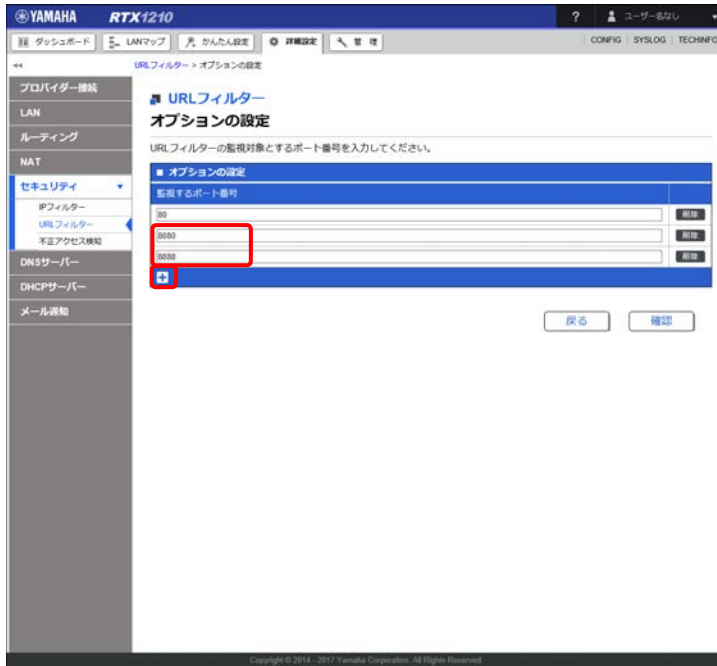 YAMAHA RTX1210 ? ユーザー名なし
ダッシュボード LANマップ かんたん設定 詳細設定 管理 CONFIG SYSLOG TECHINFO
URLフィルター > オプションの設定
プロバイダー接続
LAN
ルーティング
NAT
セキュリティ
IPフィルター
URLフィルター
不正アクセス検知
DNSサーバー
DHCPサーバー
メール通知
URLフィルター
オプションの設定
URLフィルターの監視対象とするポート番号を入力してください。
■ オプションの設定
監視するポート番号
80 削除
8080 削除
8888 削除
+
戻る 確認
Copyright © 2014 - 2017 Yamaha Corporation. All Rights Reserved.